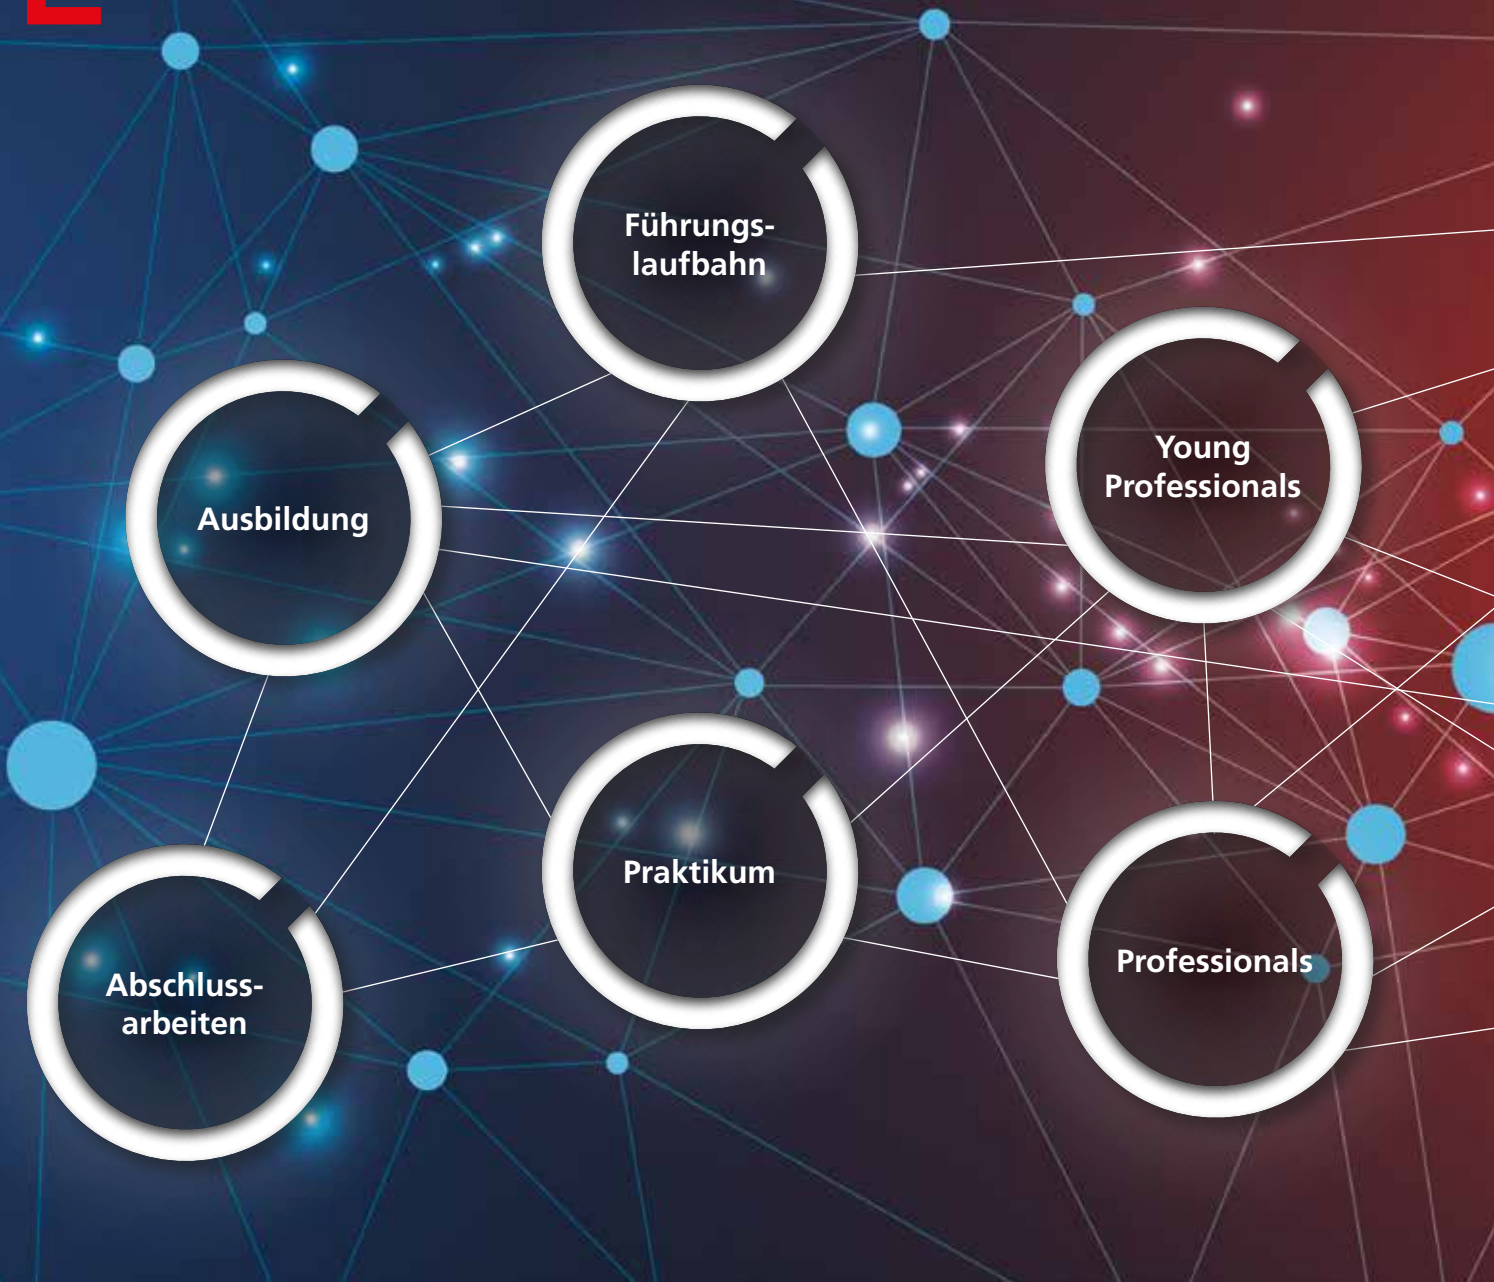 Führungs-
laufbahn
Young
Professionals
Ausbildung
Praktikum
Professionals
Abschluss-
arbeiten